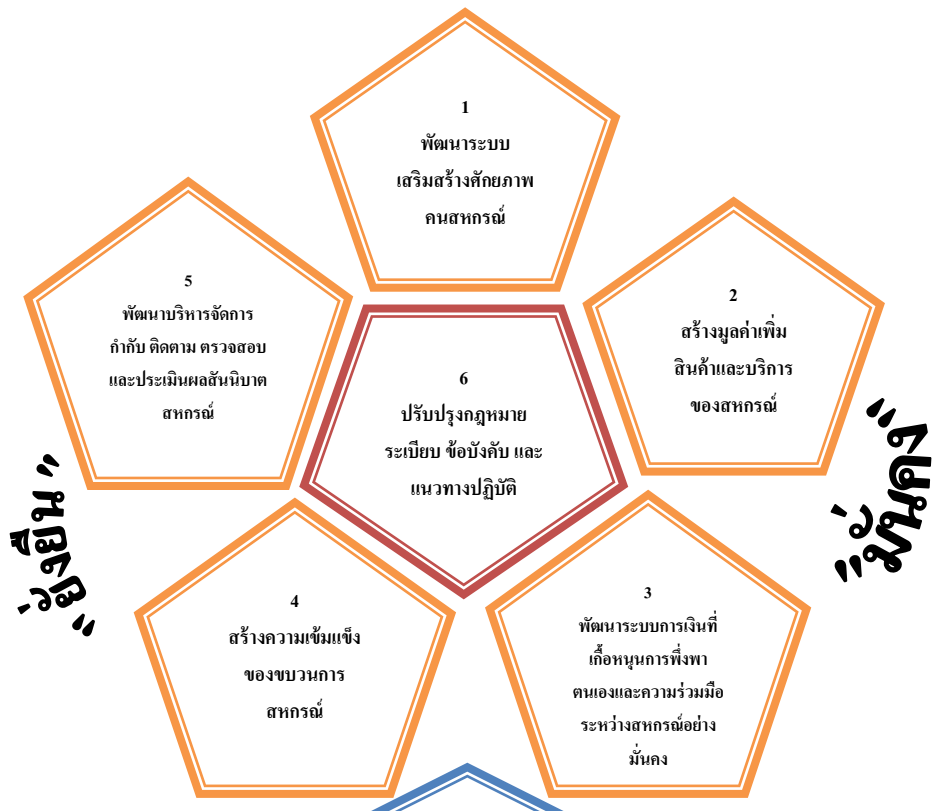 1
พัฒนาระบบ
เสริมสร้างศักยภาพ
คนสหกรณ์
2
สร้างมูลค่าเพิ่ม
สินค้าและบริการ
ของสหกรณ์
3
พัฒนาระบบการเงินที่
เกื้อหนุนการพึ่งพา
ตนเองและความร่วมมือ
ระหว่างสหกรณ์อย่าง
มั่นคง
4
สร้างความเข้มแข็ง
ของขบวนการ
สหกรณ์
5
พัฒนาบริหารจัดการ
กำกับ ติดตาม ตรวจสอบ
และประเมินผลสันนิบาต
สหกรณ์
6
ปรับปรุงกฎหมาย
ระเบียบ ข้อบังคับ และ
แนวทางปฏิบัติ
"มั่นคง"
"ยั่งยืน"